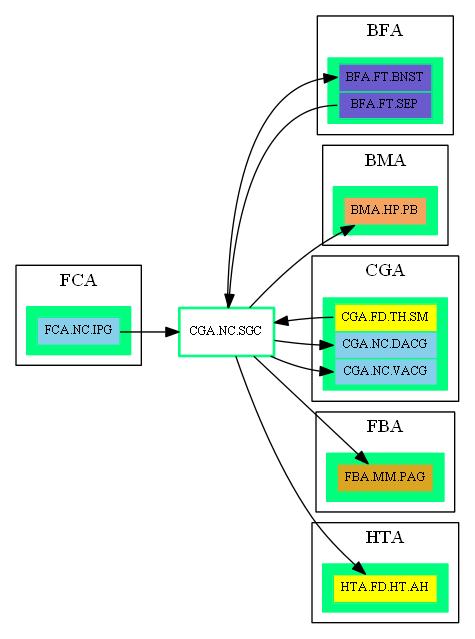 BFA
BFA.FT.BNST
BFA.FT.SEP
BMA
BMA.HP.PB
CGA
CGA.FD.TH.SM
CGA.NC.DACG
CGA.NC.VACG
FCA
FCA.NC.IPG
CGA.NC.SGC
FBA
FBA.MM.PAG
HTA
HTA.FD.HT.AH